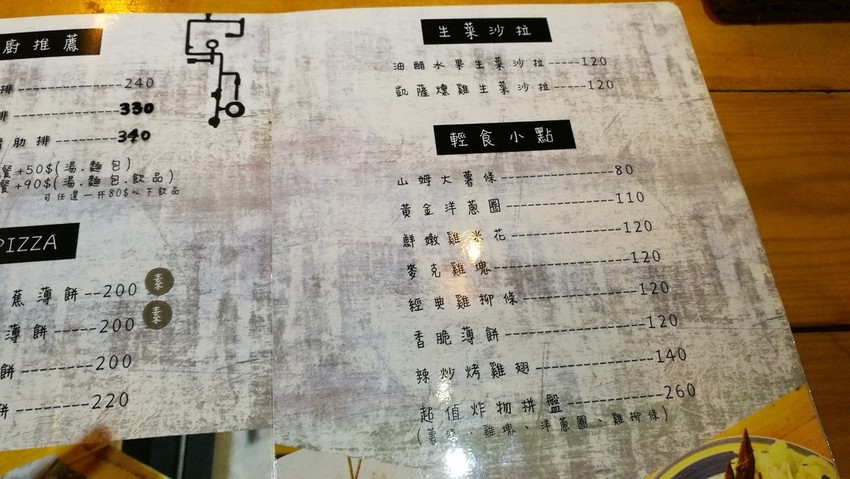 廚推薦
排---------------240
排---------------330
肋排---------340
餐+50$(湯.麵包)
餐+90$(湯.麵包.飲品)
可任選一杯80$以下飲品
PIZZA
蕉薄餅--200 素
薄餅-----200 素
餅--------200
餅--------220
生菜沙拉
油醋水果生菜沙拉-----120
凱薩燻雞生菜沙拉-----120
輕食小點
山姆大薯條---------------80
黃金洋蔥圈---------------110
鮮嫩雞米花---------------120
麥克雞塊------------------120
經典雞柳條---------------120
香脆薄餅------------------120
辣炒烤雞翅---------------140
超值炸物拼盤------------260
(薯條、雞塊、洋蔥圈、雞柳條)